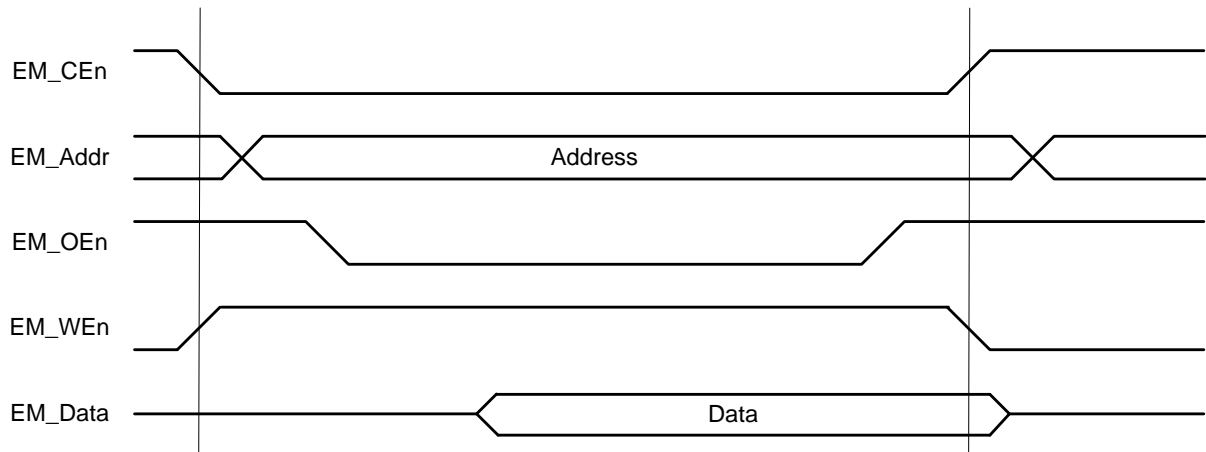 EM_CEn
EM_Addr
Address
EM_OEn
EM_WEn
EM_Data
Data